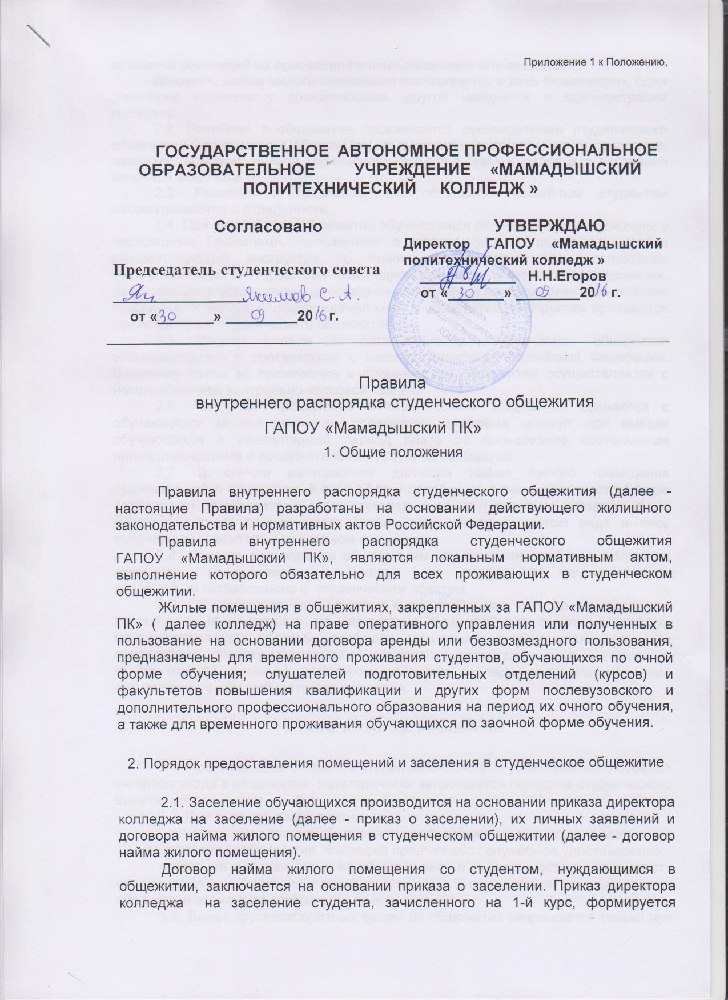 Приложение 1 к Положению,
ГОСУДАРСТВЕННОЕ АВТОНОМНОЕ ПРОФЕССИОНАЛЬНОЕ
ОБРАЗОВАТЕЛЬНОЕ УЧРЕЖДЕНИЕ «МАМАДЫШСКИЙ
ПОЛИТЕХНИЧЕСКИЙ КОЛЛЕДЖ »
Согласовано
Председатель студенческого совета
Якимов С. А.
от «30» 09 2016 г.
УТВЕРЖДАЮ
Директор ГАПОУ «Мамадышский
политехнический колледж »
Н.Н.Егоров
от « 30 » 09 2016 г.
Правила
внутреннего распорядка студенческого общежития
ГАПОУ «Мамадышский ПК»
1. Общие положения
Правила внутреннего распорядка студенческого общежития (далее -
настоящие Правила) разработаны на основании действующего жилищного
законодательства и нормативных актов Российской Федерации.
Правила внутреннего распорядка студенческого общежития
ГАПОУ «Мамадышский ПК», являются локальным нормативным актом,
выполнение которого обязательно для всех проживающих в студенческом
общежитии.
Жилые помещения в общежитиях, закрепленных за ГАПОУ «Мамадышский
ПК» ( далее колледж) на праве оперативного управления или полученных в
пользование на основании договора аренды или безвозмездного пользования,
предназначены для временного проживания студентов, обучающихся по очной
форме обучения; слушателей подготовительных отделений (курсов) и
факультетов повышения квалификации и других форм послевузовского и
дополнительного профессионального образования на период их очного обучения,
а также для временного проживания обучающихся по заочной форме обучения.
2. Порядок предоставления помещений и заселения в студенческое общежитие
2.1. Заселение обучающихся производится на основании приказа директора
колледжа на заселение (далее - приказ о заселении), их личных заявлений и
договора найма жилого помещения в студенческом общежитии (далее - договор
найма жилого помещения).
Договор найма жилого помещения со студентом, нуждающимся в
общежитии, заключается на основании приказа о заселении. Приказ директора
колледжа на заселение студента, зачисленного на 1-й курс, формируется